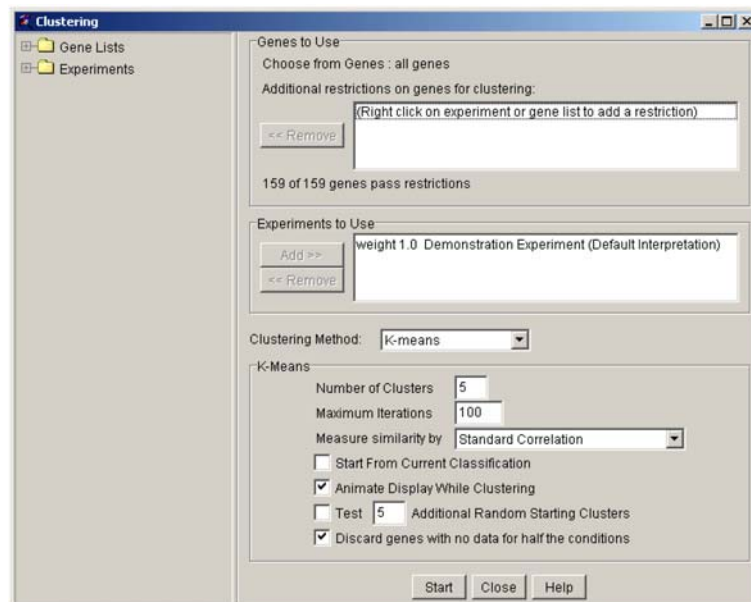 Clustering
Gene Lists
Experiments
Genes to Use
Choose from Genes : all genes
Additional restrictions on genes for clustering:
<< Remove
(Right click on experiment or gene list to add a restriction)
159 of 159 genes pass restrictions
Experiments to Use
Add >>
<< Remove
weight 1.0 Demonstration Experiment (Default Interpretation)
Clustering Method: K-means
K-Means
Number of Clusters 5
Maximum Iterations 100
Measure similarity by Standard Correlation
Start From Current Classification
Animate Display While Clustering
Test 5 Additional Random Starting Clusters
Discard genes with no data for half the conditions
Start Close Help